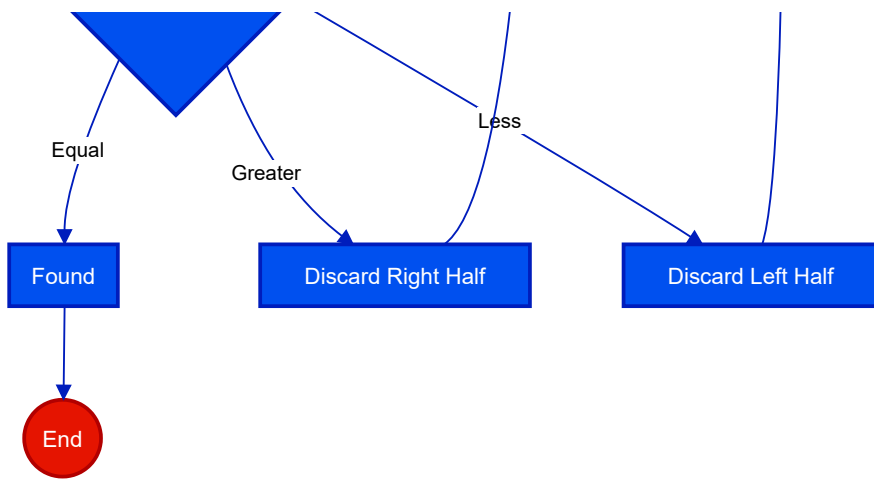 Less
Equal
Greater
Found
Discard Right Half
Discard Left Half
End